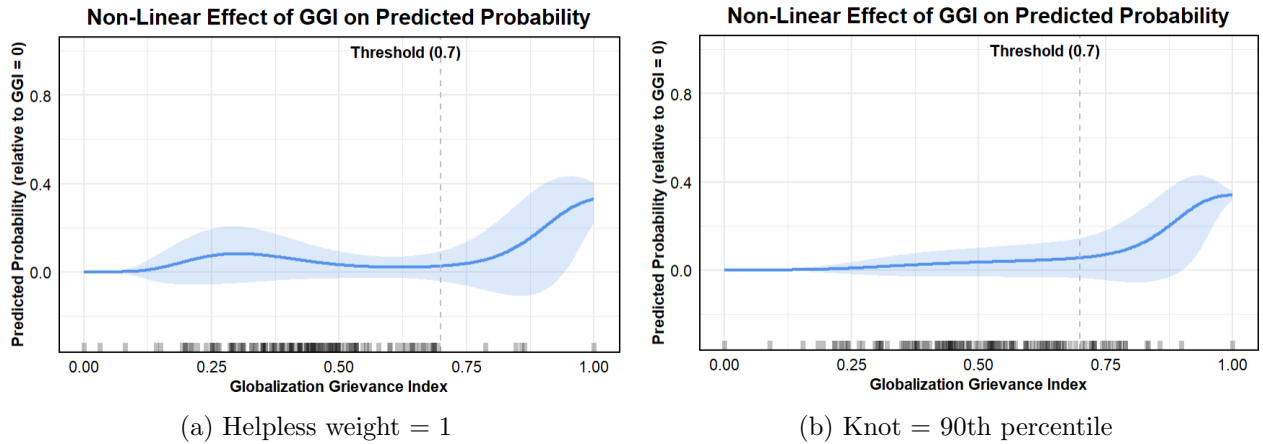 Non-Linear Effect of GGI on Predicted Probability
Predicted Probability (relative to GGI = 0)
Threshold (0.7)
0.8
0.4
0.0
0.00 0.25 0.50 0.75 1.00
Globalization Grievance Index
(a) Helpless weight = 1
Non-Linear Effect of GGI on Predicted Probability
Predicted Probability (relative to GGI = 0)
Threshold (0.7)
0.8
0.4
0.0
0.00 0.25 0.50 0.75 1.00
Globalization Grievance Index
(b) Knot = 90th percentile